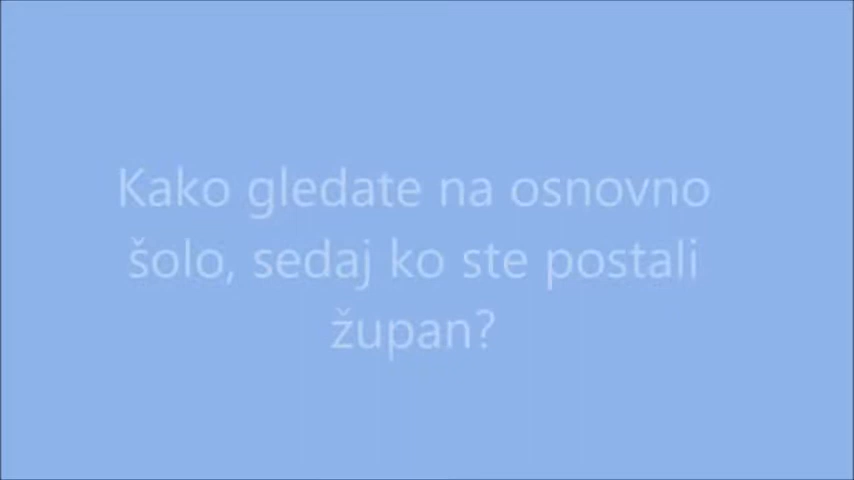 Kako gledate na osnovno
šolo, sedaj ko ste postali
župan?